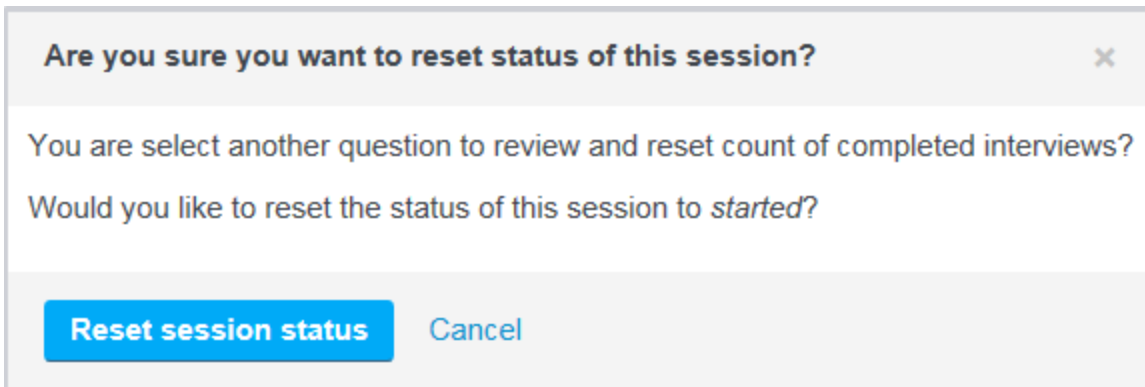 Are you sure you want to reset status of this session?
You are select another question to review and reset count of completed interviews?
Would you like to reset the status of this session to started?
Reset session status Cancel